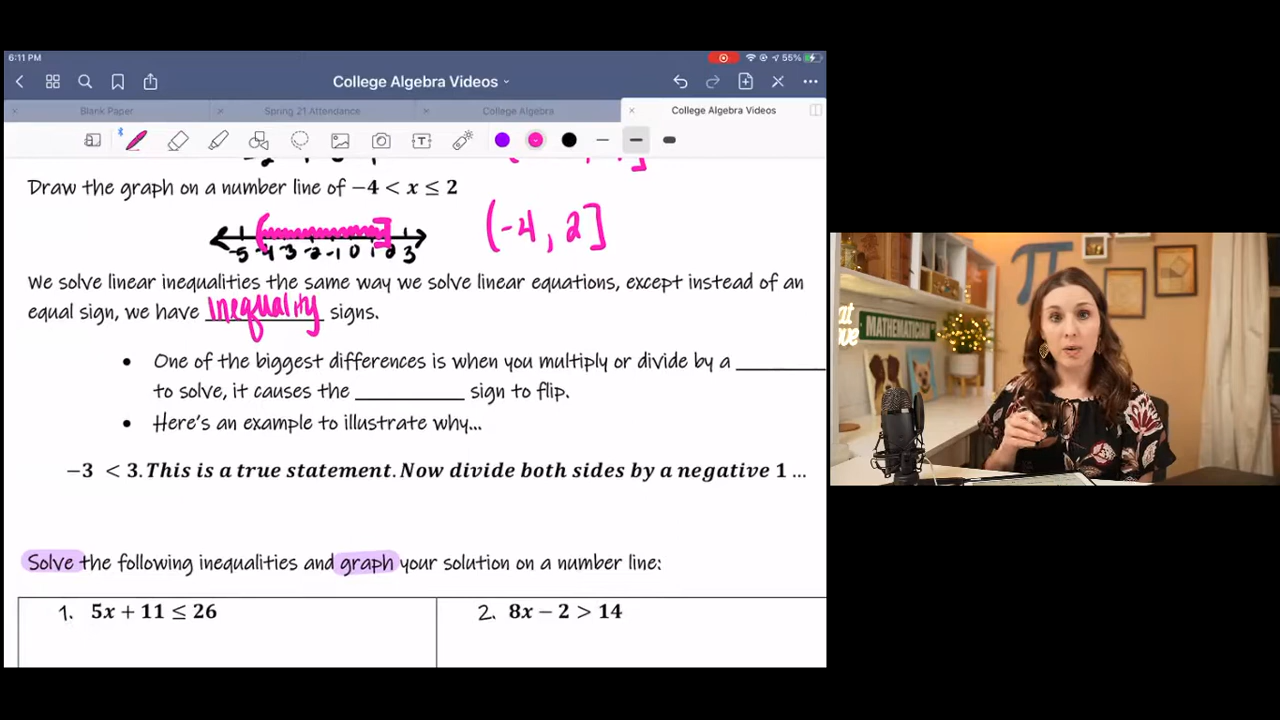 6:11 PM
55%
College Algebra Videos
Blank Paper
Spring 21 Attendance
College Algebra
College Algebra Videos
Draw the graph on a number line of −4 < x ≤ 2
(-4, 2]
-5 -4 -3 -2 -1 0 1 2 3
We solve linear inequalities the same way we solve linear equations, except instead of an
equal sign, we have inequality signs.
• One of the biggest differences is when you multiply or divide by a ________
to solve, it causes the __________ sign to flip.
• Here's an example to illustrate why...
−3 < 3. This is a true statement. Now divide both sides by a negative 1 ...
Solve the following inequalities and graph your solution on a number line:
1. 5x + 11 ≤ 26
2. 8x − 2 > 14
MATHEMATICIAN